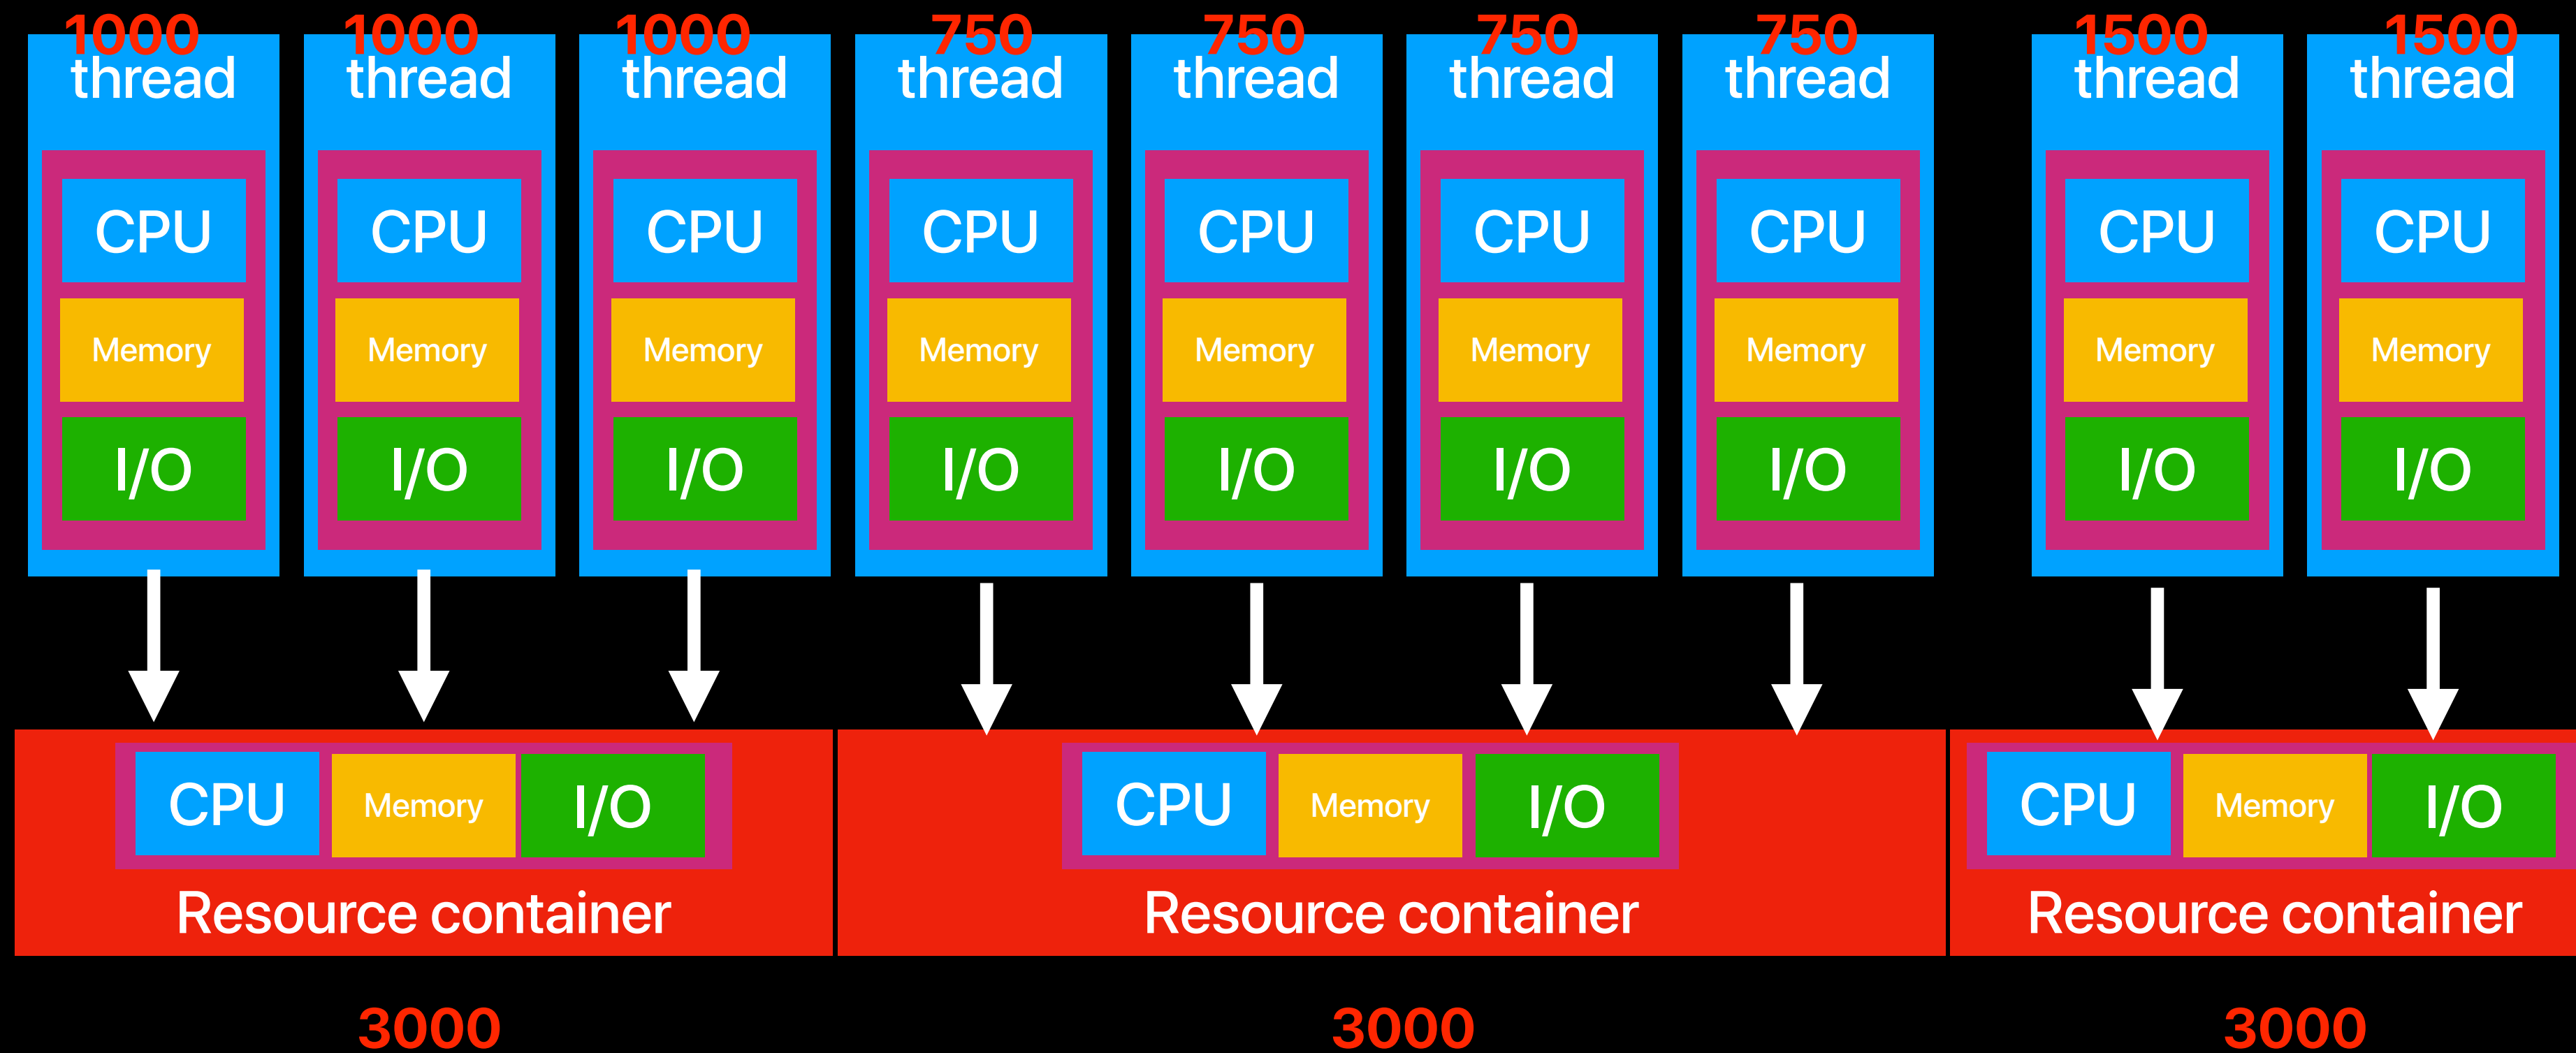 1000 1000 1000 750 750 750 750 1500 1500
thread thread thread thread thread thread thread thread thread
CPU CPU CPU CPU CPU CPU CPU CPU CPU
Memory Memory Memory Memory Memory Memory Memory Memory Memory
I/O I/O I/O I/O I/O I/O I/O I/O I/O
CPU Memory I/O CPU Memory I/O CPU Memory I/O
Resource container Resource container Resource container
3000 3000 3000